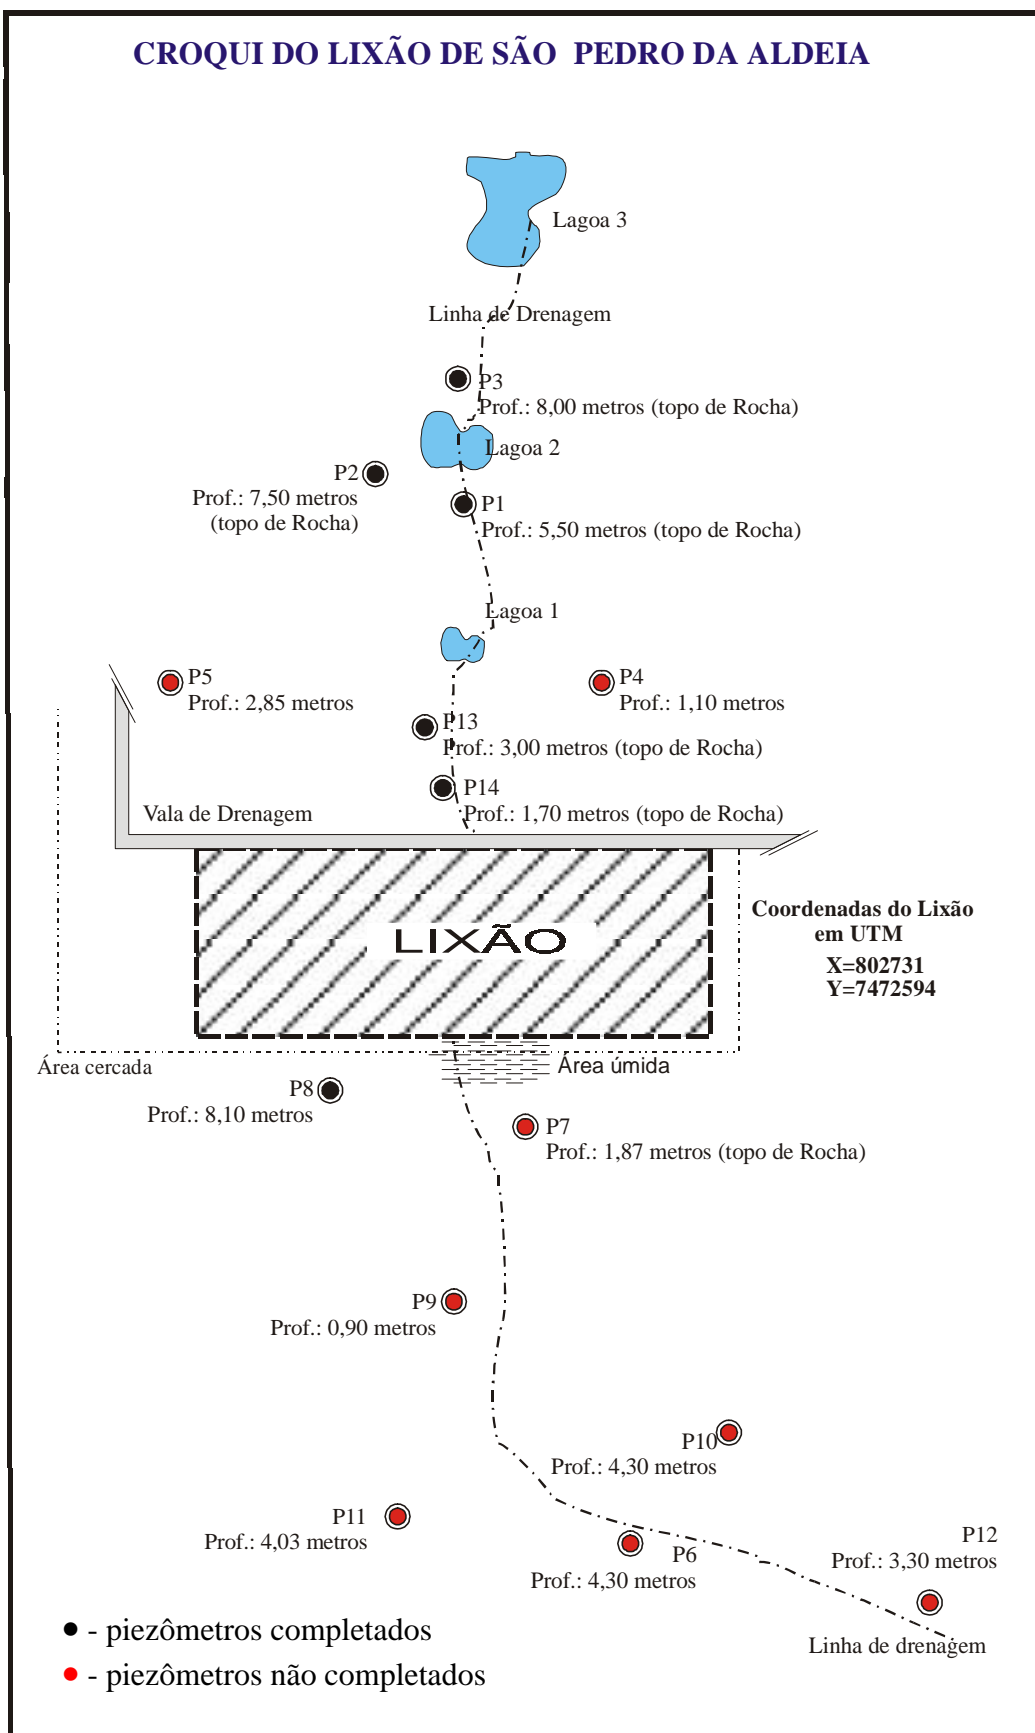 CROQUI DO LIXÃO DE SÃO PEDRO DA ALDEIA
Lagoa 3
Linha de Drenagem
P3
Prof.: 8,00 metros (topo de Rocha)
Lagoa 2
P2
Prof.: 7,50 metros
(topo de Rocha)
P1
Prof.: 5,50 metros (topo de Rocha)
Lagoa 1
P5
Prof.: 2,85 metros
P4
Prof.: 1,10 metros
P13
Prof.: 3,00 metros (topo de Rocha)
P14
Prof.: 1,70 metros (topo de Rocha)
Vala de Drenagem
LIXÃO
Coordenadas do Lixão
em UTM
X=802731
Y=7472594
Área cercada
Área úmida
P8
Prof.: 8,10 metros
P7
Prof.: 1,87 metros (topo de Rocha)
P9
Prof.: 0,90 metros
P10
Prof.: 4,30 metros
P11
Prof.: 4,03 metros
P6
Prof.: 4,30 metros
P12
Prof.: 3,30 metros
Linha de drenagem
- piezômetros completados
- piezômetros não completados